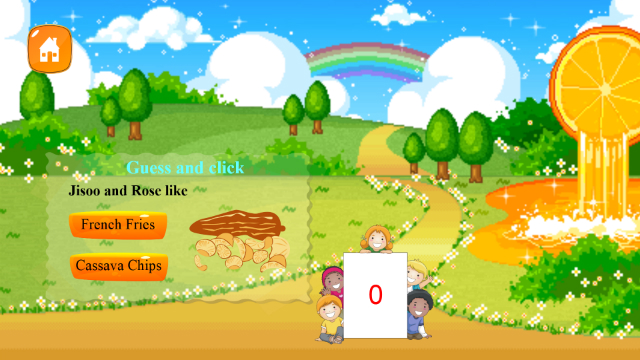 Guess and click
Jisoo and Rose like
French Fries
Cassava Chips
0